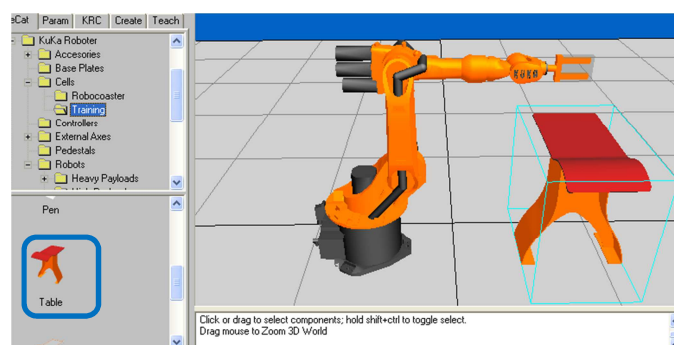 eCat Param KRC Create Teach
KuKa Roboter
Accesories
Base Plates
Cells
Robocoaster
Training
Controllers
External Axes
Pedestals
Robots
Heavy Payloads
Pen
Table
KUKA
Click or drag to select components; hold shift+ctrl to toggle select.
Drag mouse to Zoom 3D World